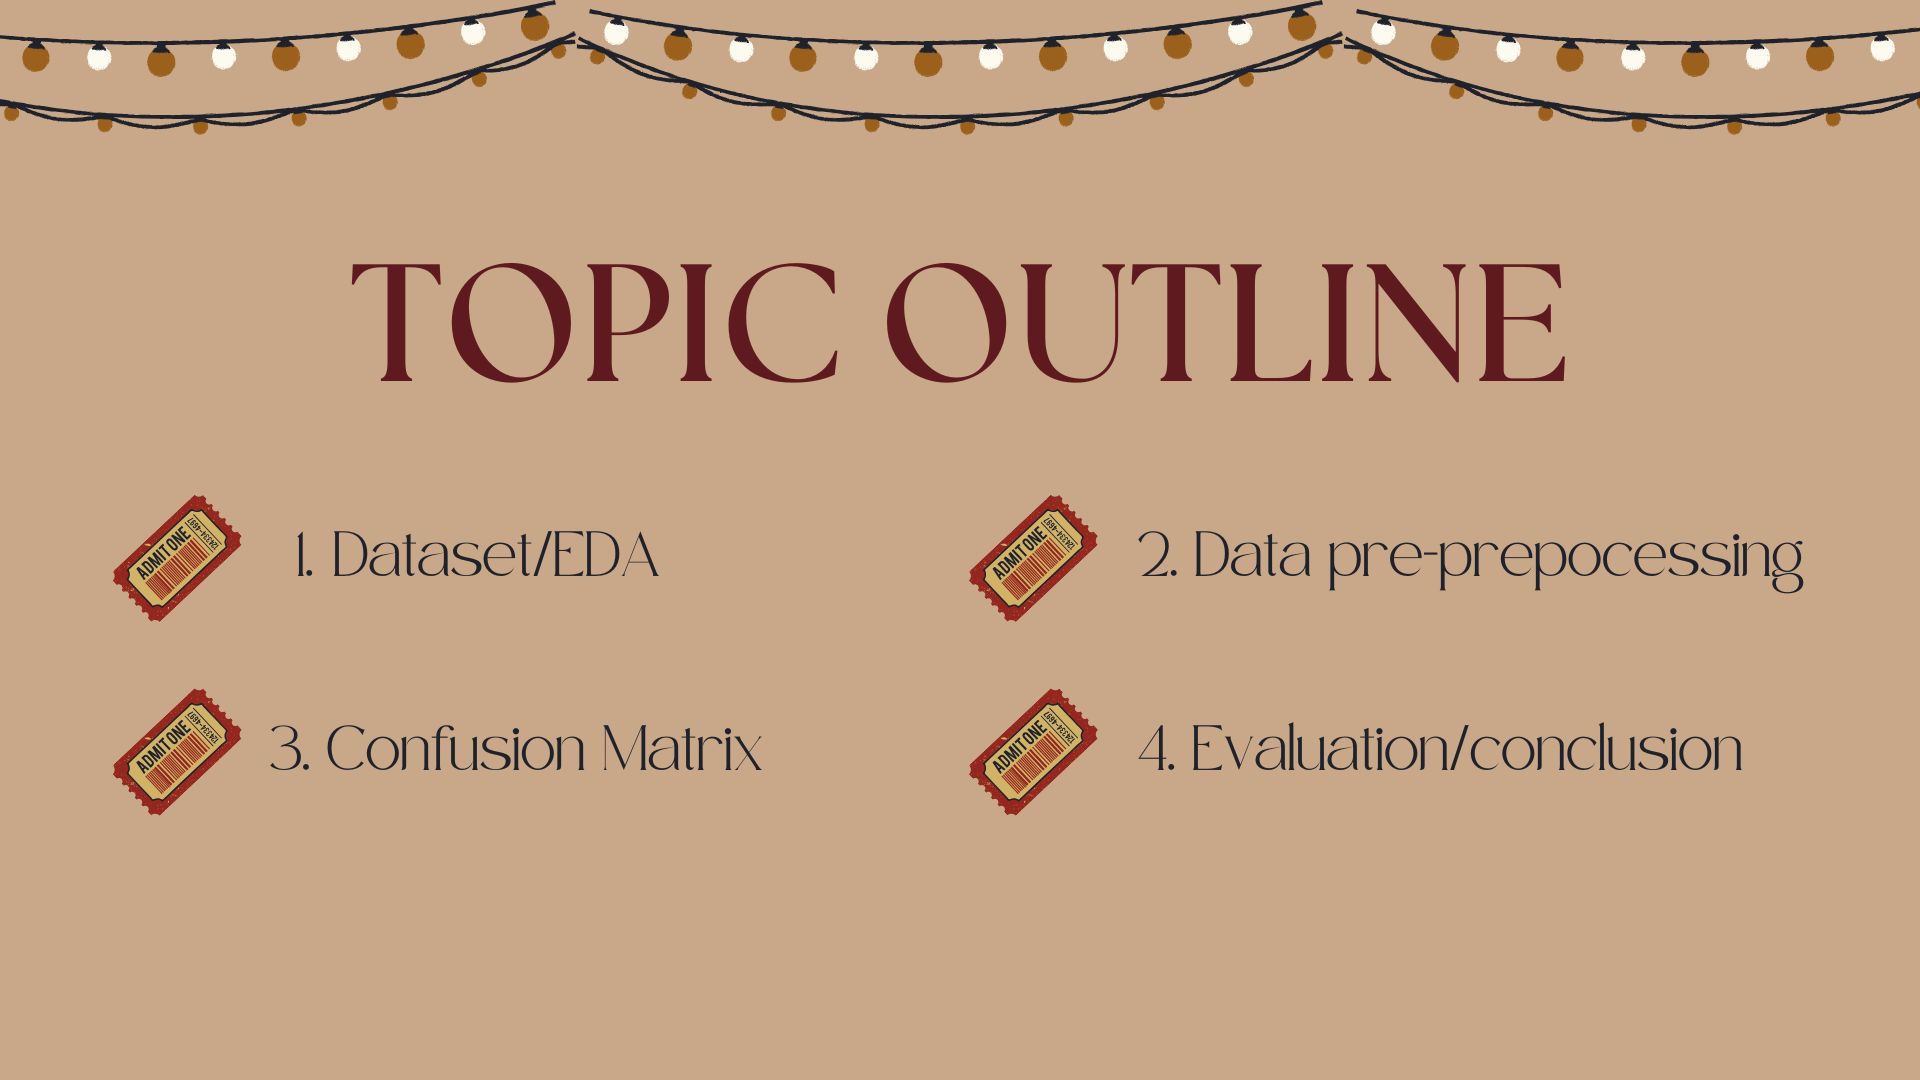 TOPIC OUTLINE
ADMIT ONE
1. Dataset/EDA
ADMIT ONE
2. Data pre-prepocessing
ADMIT ONE
3. Confusion Matrix
ADMIT ONE
4. Evaluation/conclusion